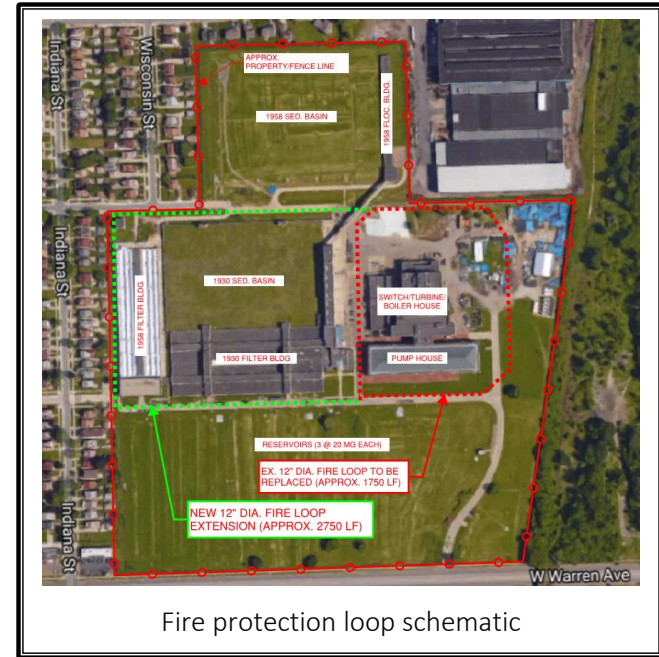 Indiana St
Wisconsin St
APPROX.
PROPERTY/FENCE LINE
1958 SED. BASIN
1958 FLOC. BLDG.
Indiana St
1958 FILTER BLDG.
1930 SED. BASIN
SWITCH/TURBINE/
BOILER HOUSE
1930 FILTER BLDG
PUMP HOUSE
RESERVOIRS (3 @ 20 MG EACH)
EX. 12" DIA. FIRE LOOP TO BE
REPLACED (APPROX. 1750 LF)
NEW 12" DIA. FIRE LOOP
EXTENSION (APPROX. 2750 LF)
Indiana St
W Warren Ave
Fire protection loop schematic